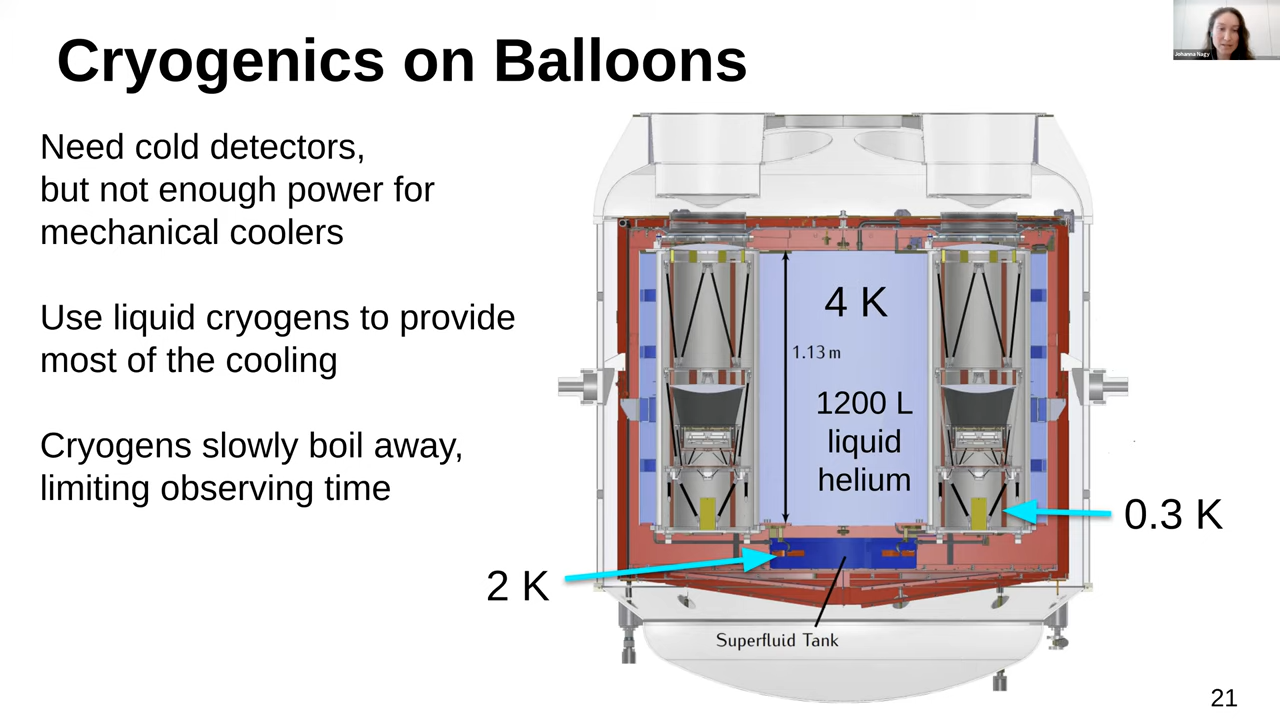 Cryogenics on Balloons
Johanna Nagy
Need cold detectors,
but not enough power for
mechanical coolers
Use liquid cryogens to provide
most of the cooling
Cryogens slowly boil away,
limiting observing time
4 K
1.13 m
1200 L
liquid
helium
0.3 K
2 K
Superfluid Tank
21